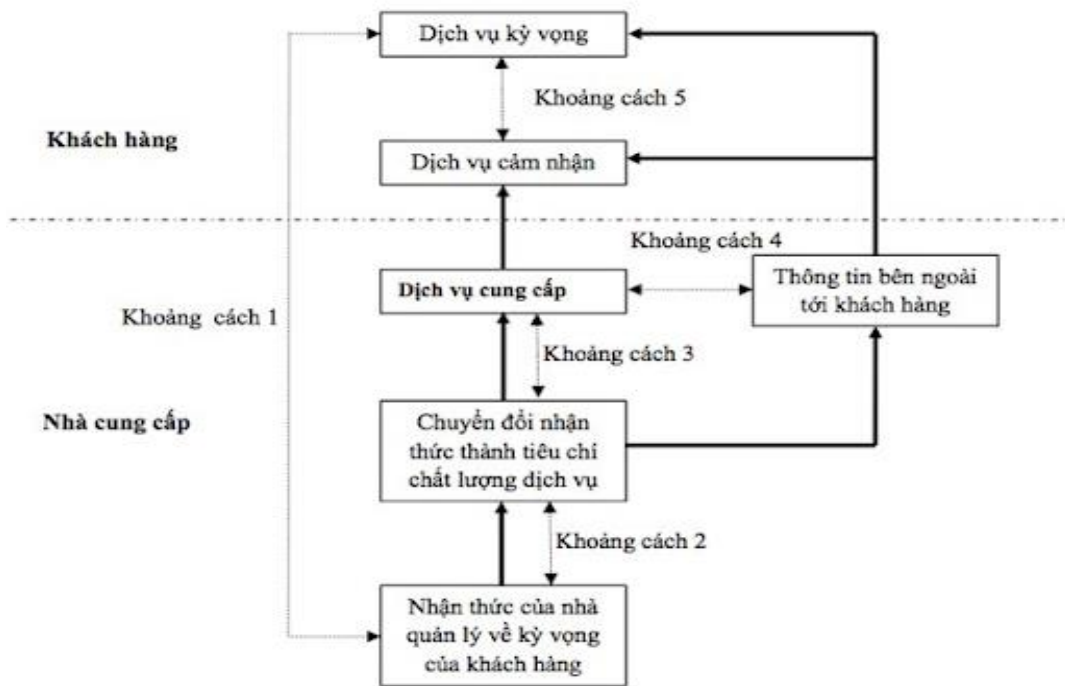 Dịch vụ kỳ vọng
Khoảng cách 5
Khách hàng
Dịch vụ cảm nhận
Khoảng cách 4
Dịch vụ cung cấp
Thông tin bên ngoài
tới khách hàng
Khoảng cách 1
Khoảng cách 3
Nhà cung cấp
Chuyển đổi nhận
thức thành tiêu chí
chất lượng dịch vụ
Khoảng cách 2
Nhận thức của nhà
quản lý về kỳ vọng
của khách hàng